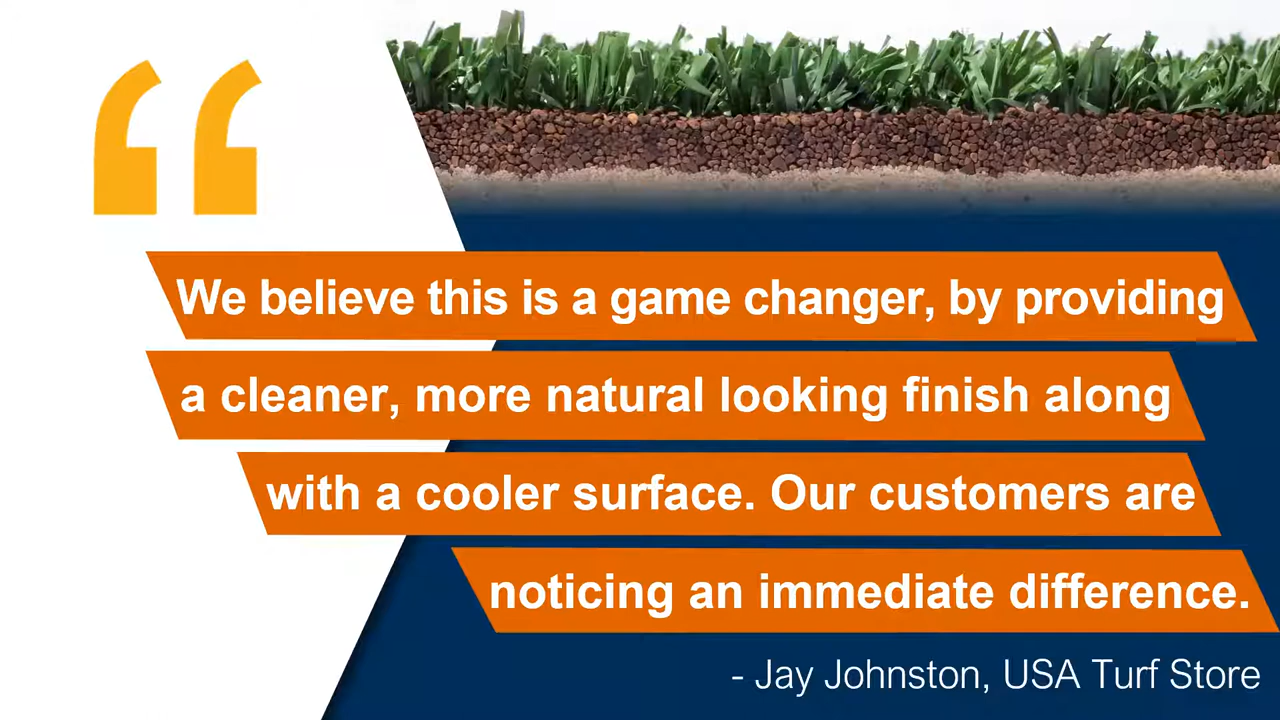 “
We believe this is a game changer, by providing
a cleaner, more natural looking finish along
with a cooler surface. Our customers are
noticing an immediate difference.
- Jay Johnston, USA Turf Store